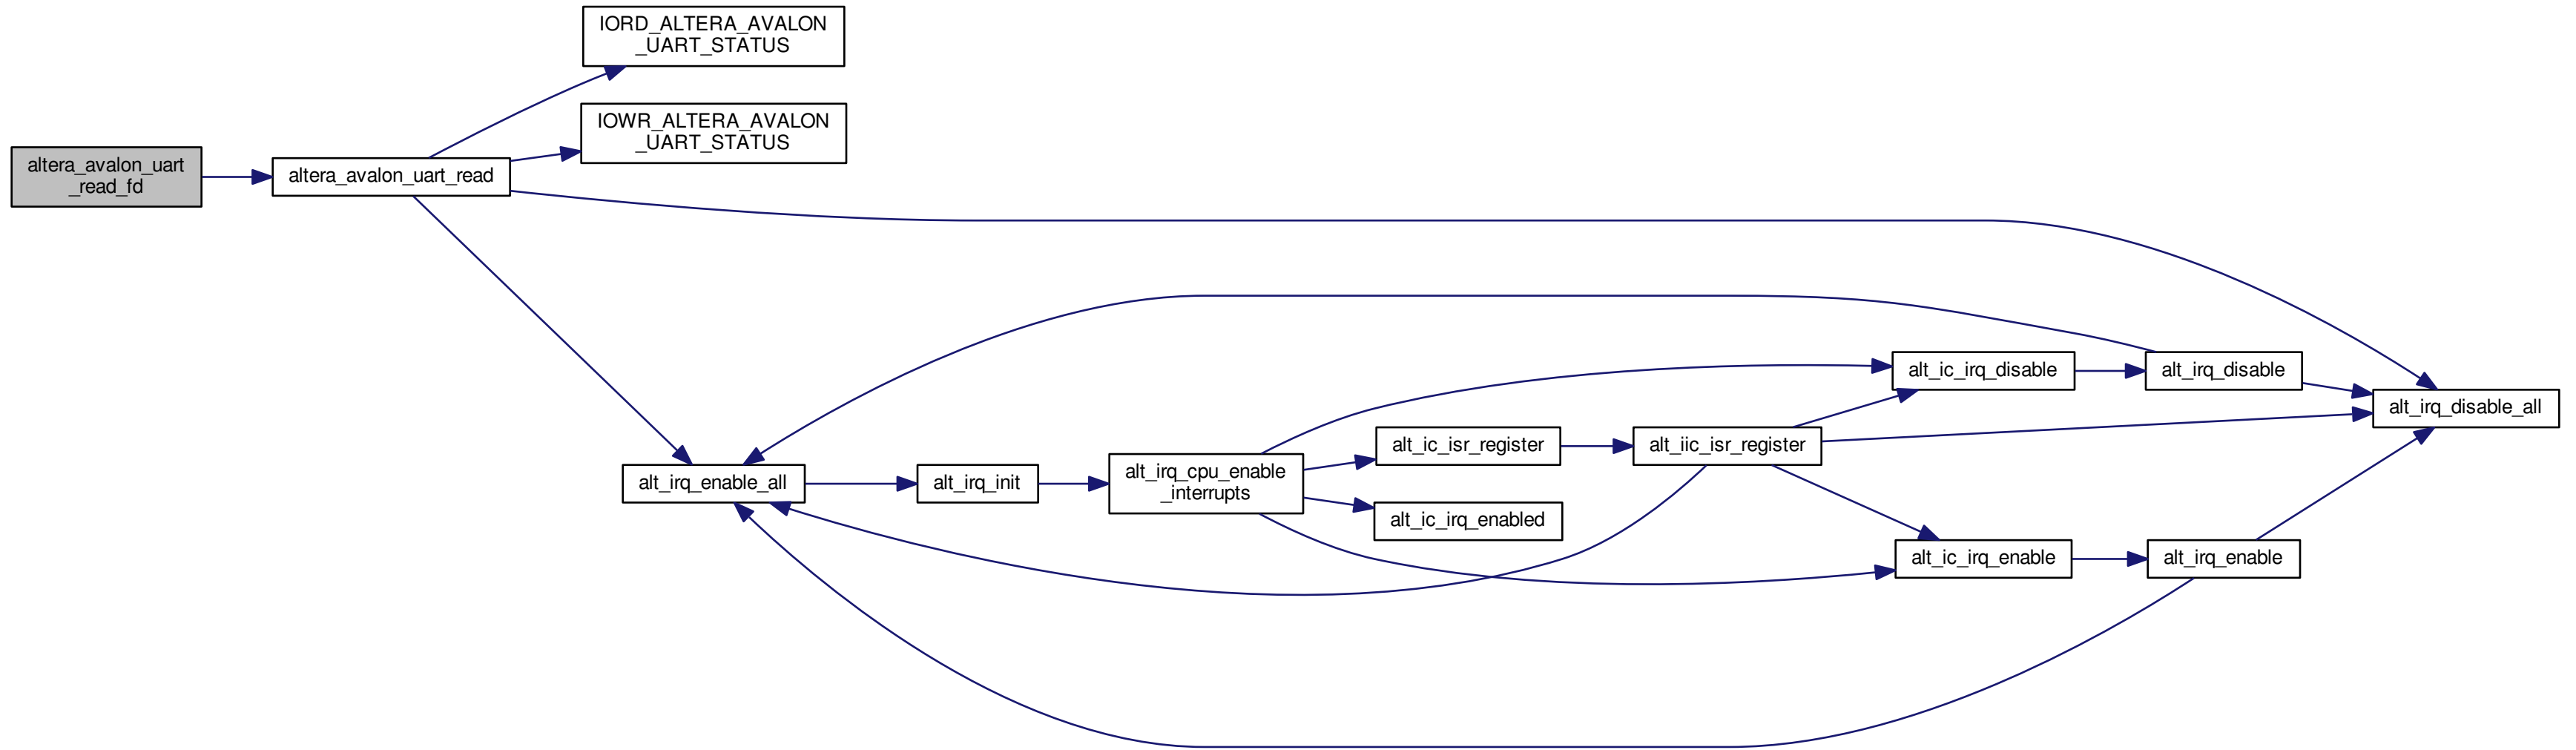 IORD_ALTERA_AVALON
_UART_STATUS
IOWR_ALTERA_AVALON
_UART_STATUS
altera_avalon_uart
_read_fd
altera_avalon_uart_read
alt_ic_irq_disable
alt_irq_disable
alt_irq_disable_all
alt_ic_isr_register
alt_iic_isr_register
alt_irq_enable_all
alt_irq_init
alt_irq_cpu_enable
_interrupts
alt_ic_irq_enabled
alt_ic_irq_enable
alt_irq_enable